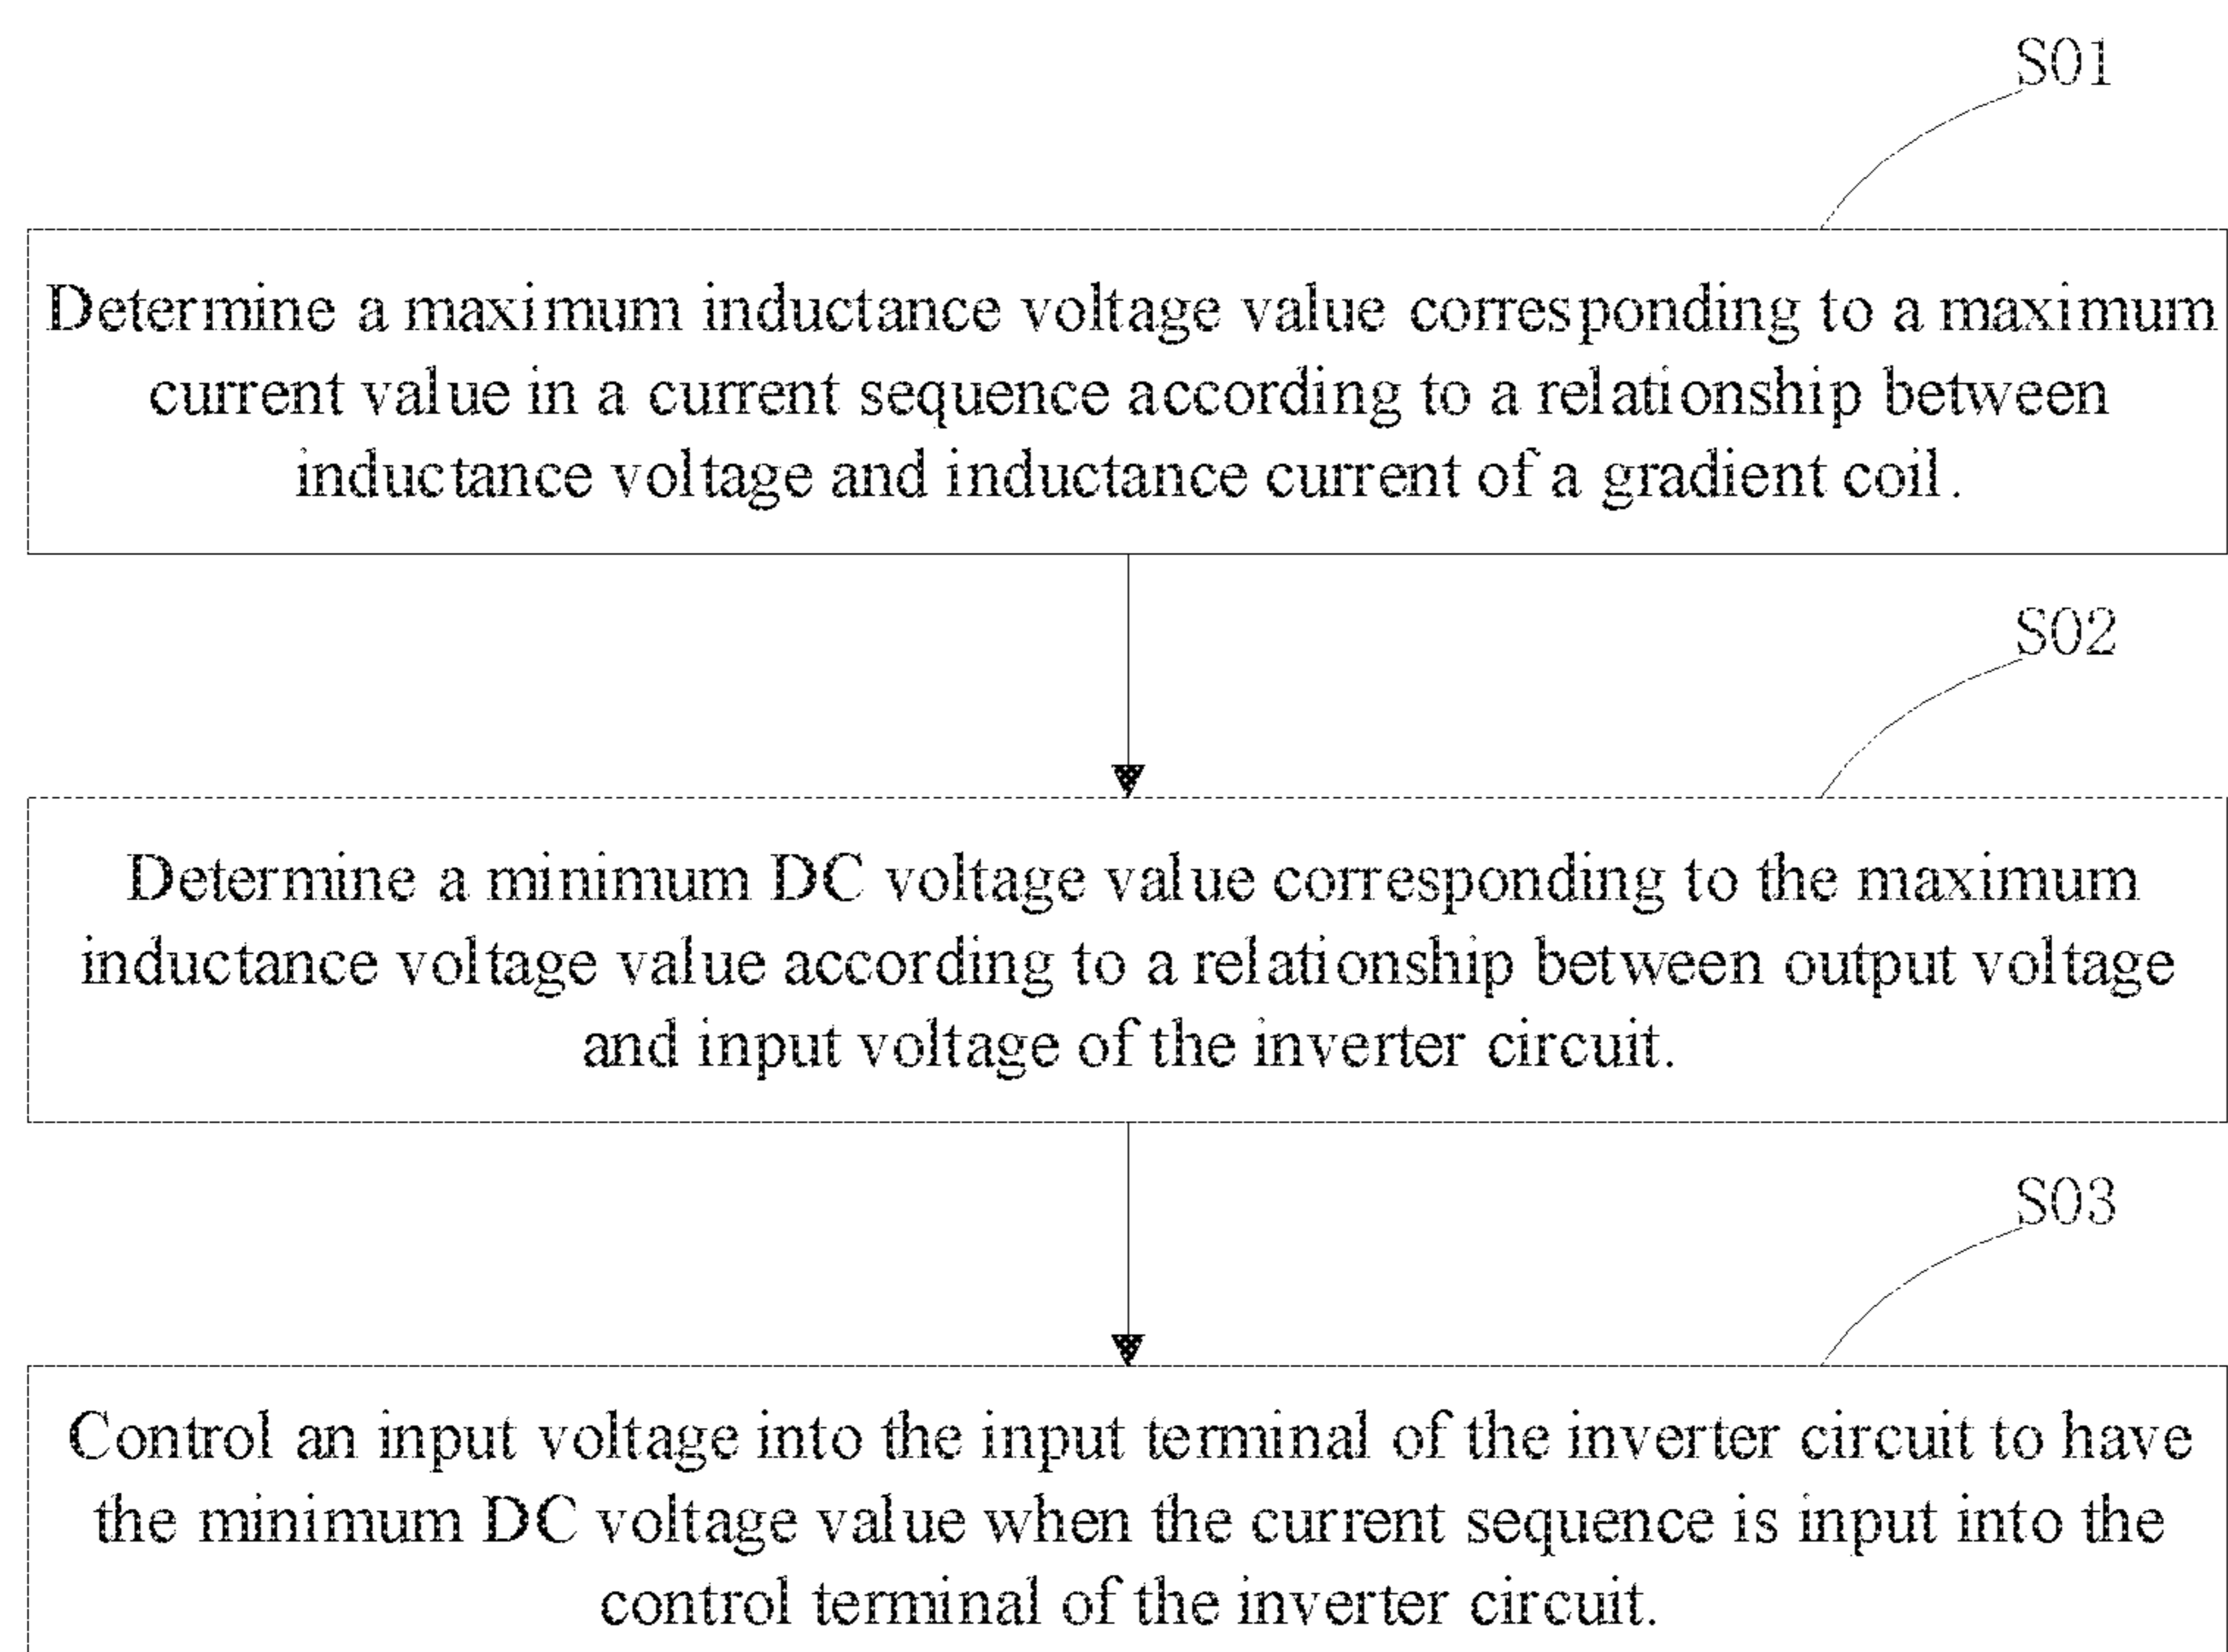 S01
Determine a maximum inductance voltage value corresponding to a maximum
current value in a current sequence according to a relationship between
inductance voltage and inductance current of a gradient coil.
S02
Determine a minimum DC voltage value corresponding to the maximum
inductance voltage value according to a relationship between output voltage
and input voltage of the inverter circuit.
S03
Control an input voltage into the input terminal of the inverter circuit to have
the minimum DC voltage value when the current sequence is input into the
control terminal of the inverter circuit.